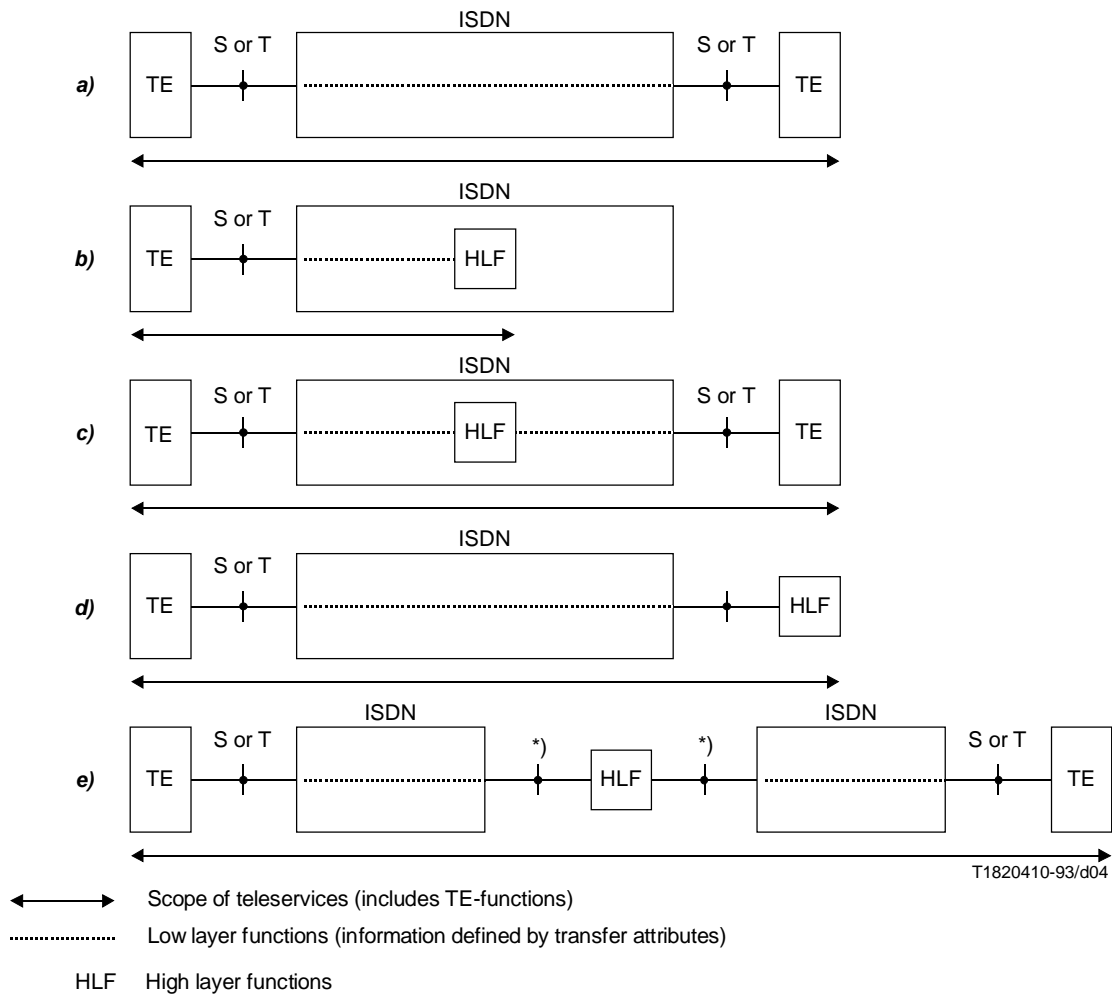 ISDN
S or T
S or T
a)
TE
TE
ISDN
S or T
b)
TE
HLF
ISDN
S or T
S or T
c)
TE
HLF
TE
ISDN
S or T
d)
TE
HLF
ISDN
ISDN
S or T
*)
*)
S or T
e)
TE
HLF
TE
T1820410-93/d04
Scope of teleservices (includes TE-functions)
Low layer functions (information defined by transfer attributes)
HLF High layer functions